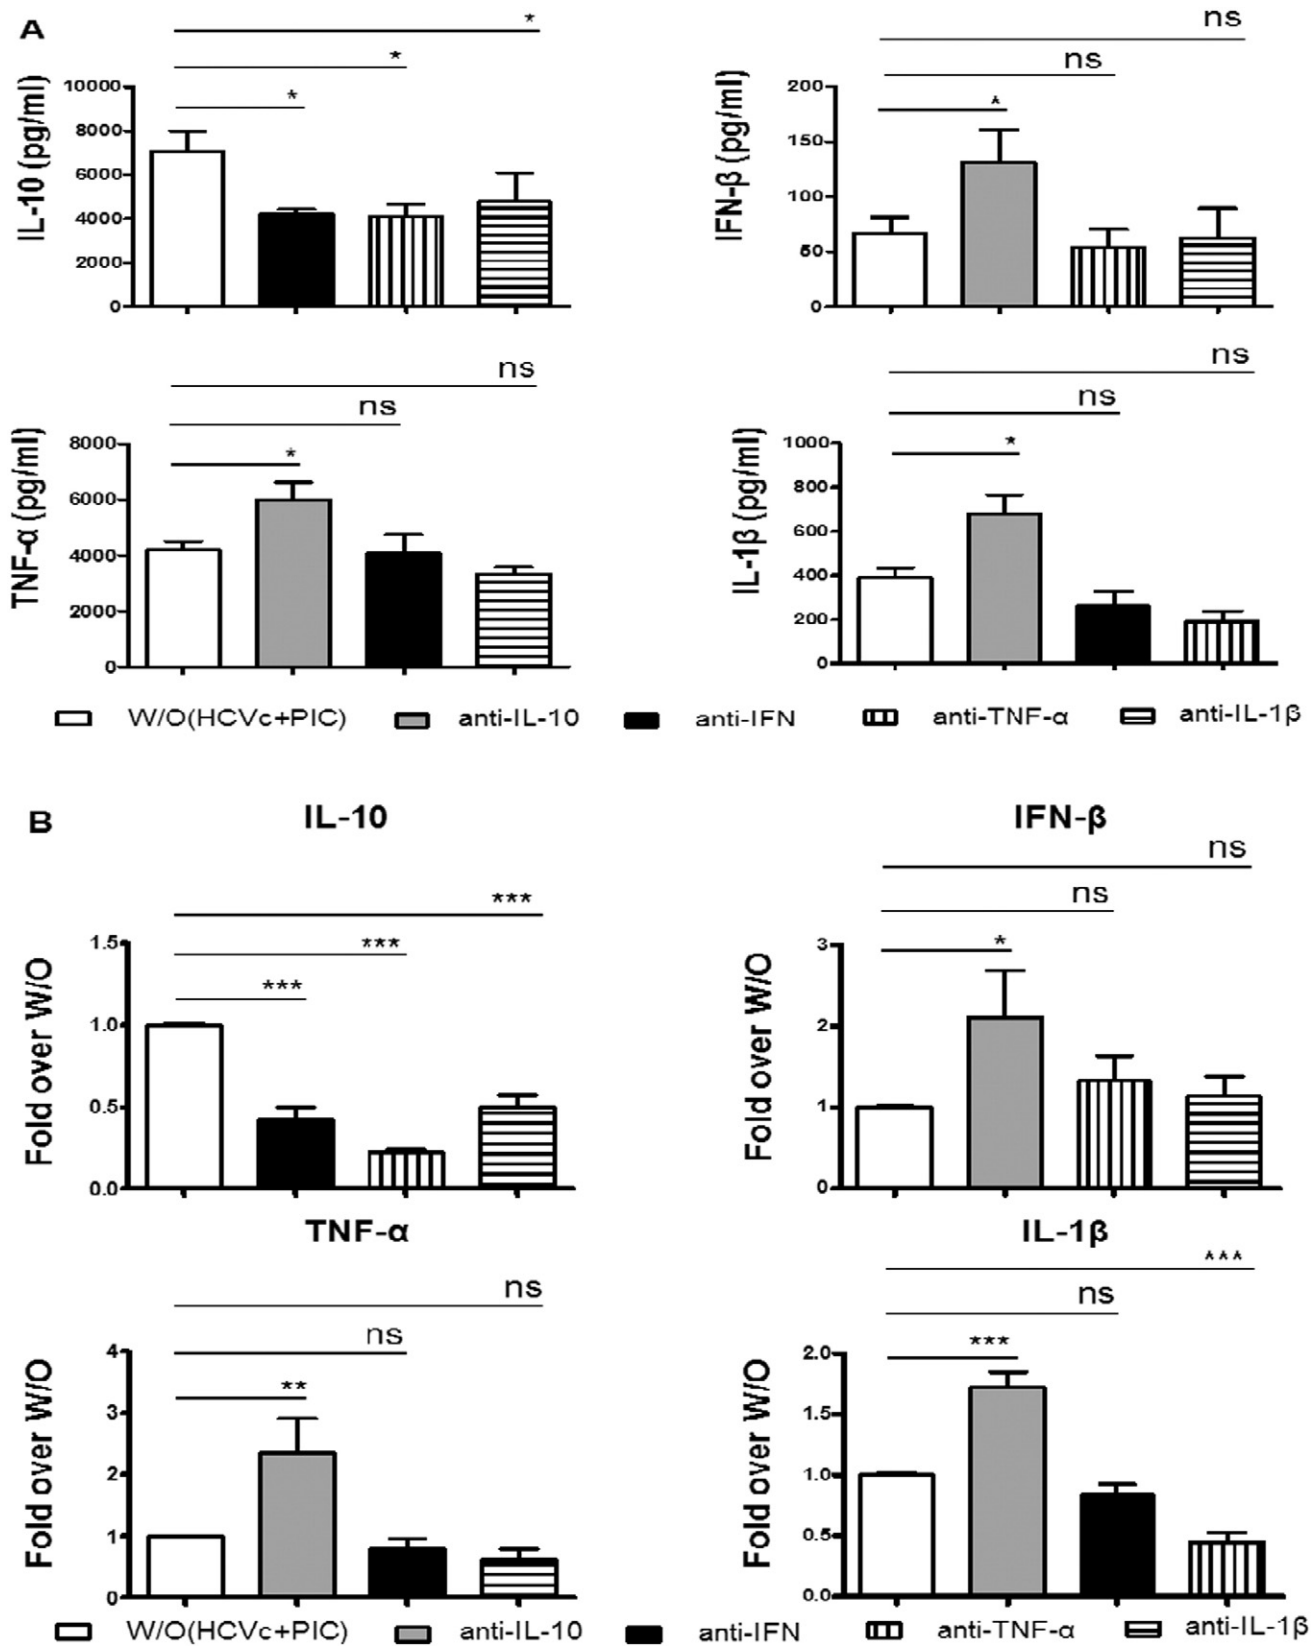 A
*
*
*
IL-10 (pg/ml)
10000
8000
6000
4000
2000
0
ns
ns
*
IFN-β (pg/ml)
200
150
100
50
0
ns
ns
*
TNF-α (pg/ml)
8000
6000
4000
2000
0
ns
ns
*
IL-1β (pg/ml)
1000
800
600
400
200
0
W/O(HCVc+PIC) anti-IL-10 anti-IFN anti-TNF-α anti-IL-1β
B
IL-10
***
***
***
Fold over W/O
1.5
1.0
0.5
0.0
IFN-β
ns
ns
*
Fold over W/O
3
2
1
0
TNF-α
ns
ns
**
Fold over W/O
4
3
2
1
0
IL-1β
***
ns
***
Fold over W/O
2.0
1.5
1.0
0.5
0.0
W/O(HCVc+PIC) anti-IL-10 anti-IFN anti-TNF-α anti-IL-1β